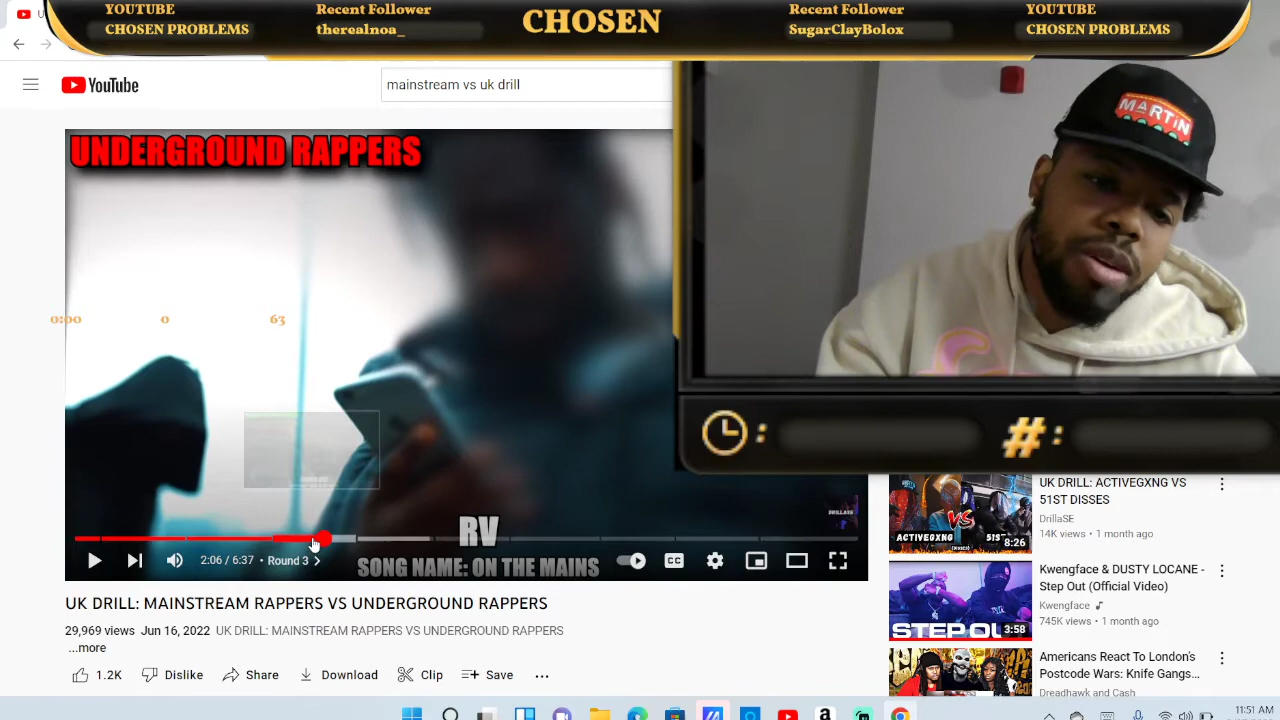 YOUTUBE
CHOSEN PROBLEMS
Recent Follower
therealnoa_
CHOSEN
Recent Follower
SugarClayBolox
YOUTUBE
CHOSEN PROBLEMS
YouTube
mainstream vs uk drill
MARTIN
UNDERGROUND RAPPERS
0:00
0
63
:
# :
RV
SONG NAME: ON THE MAINS
2:06 / 6:37 • Round 3
CC
UK DRILL: MAINSTREAM RAPPERS VS UNDERGROUND RAPPERS
29,969 views
UK DRILL: MAINSTREAM RAPPERS VS UNDERGROUND RAPPERS
...more
1.2K
Dislike
Share
Download
Clip
Save
UK DRILL: ACTIVEGXNG VS
51ST DISSES
DrillaSE
14K views • 1 month ago
ACTIVEGXNG
VS
8:26
Kwengface & DUSTY LOCANE -
Step Out (Official Video)
Kwengface
745K views • 1 month ago
3:58
Americans React To London's
Postcode Wars: Knife Gangs...
Dreadhawk and Cash
11:51 AM